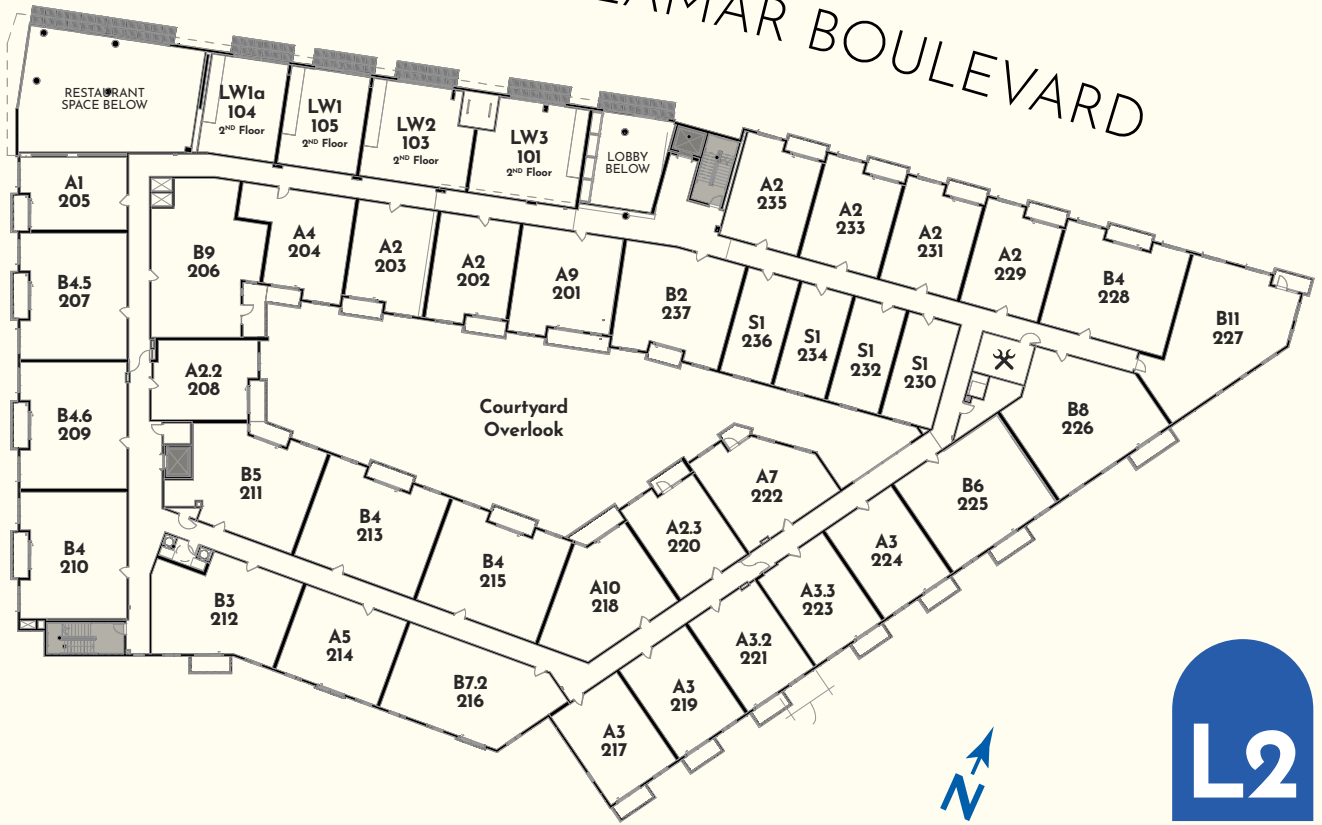 LAMAR BOULEVARD
RESTAURANT
SPACE BELOW
LW1a
104
2ND Floor
LW1
105
2ND Floor
LW2
103
2ND Floor
LW3
101
2ND Floor
LOBBY
BELOW
A2
235
A2
233
A2
231
A2
229
B4
228
B11
227
A1
205
B9
206
A4
204
A2
203
A2
202
A9
201
B2
237
S1
236
S1
234
S1
232
S1
230
B4.5
207
A2.2
208
B8
226
B4.6
209
Courtyard
Overlook
B5
211
B4
213
B4
215
A10
218
A2.3
220
A7
222
B6
225
A3
224
A3.3
223
A3.2
221
A3
219
A3
217
B4
210
B3
212
A5
214
B7.2
216
N
L2